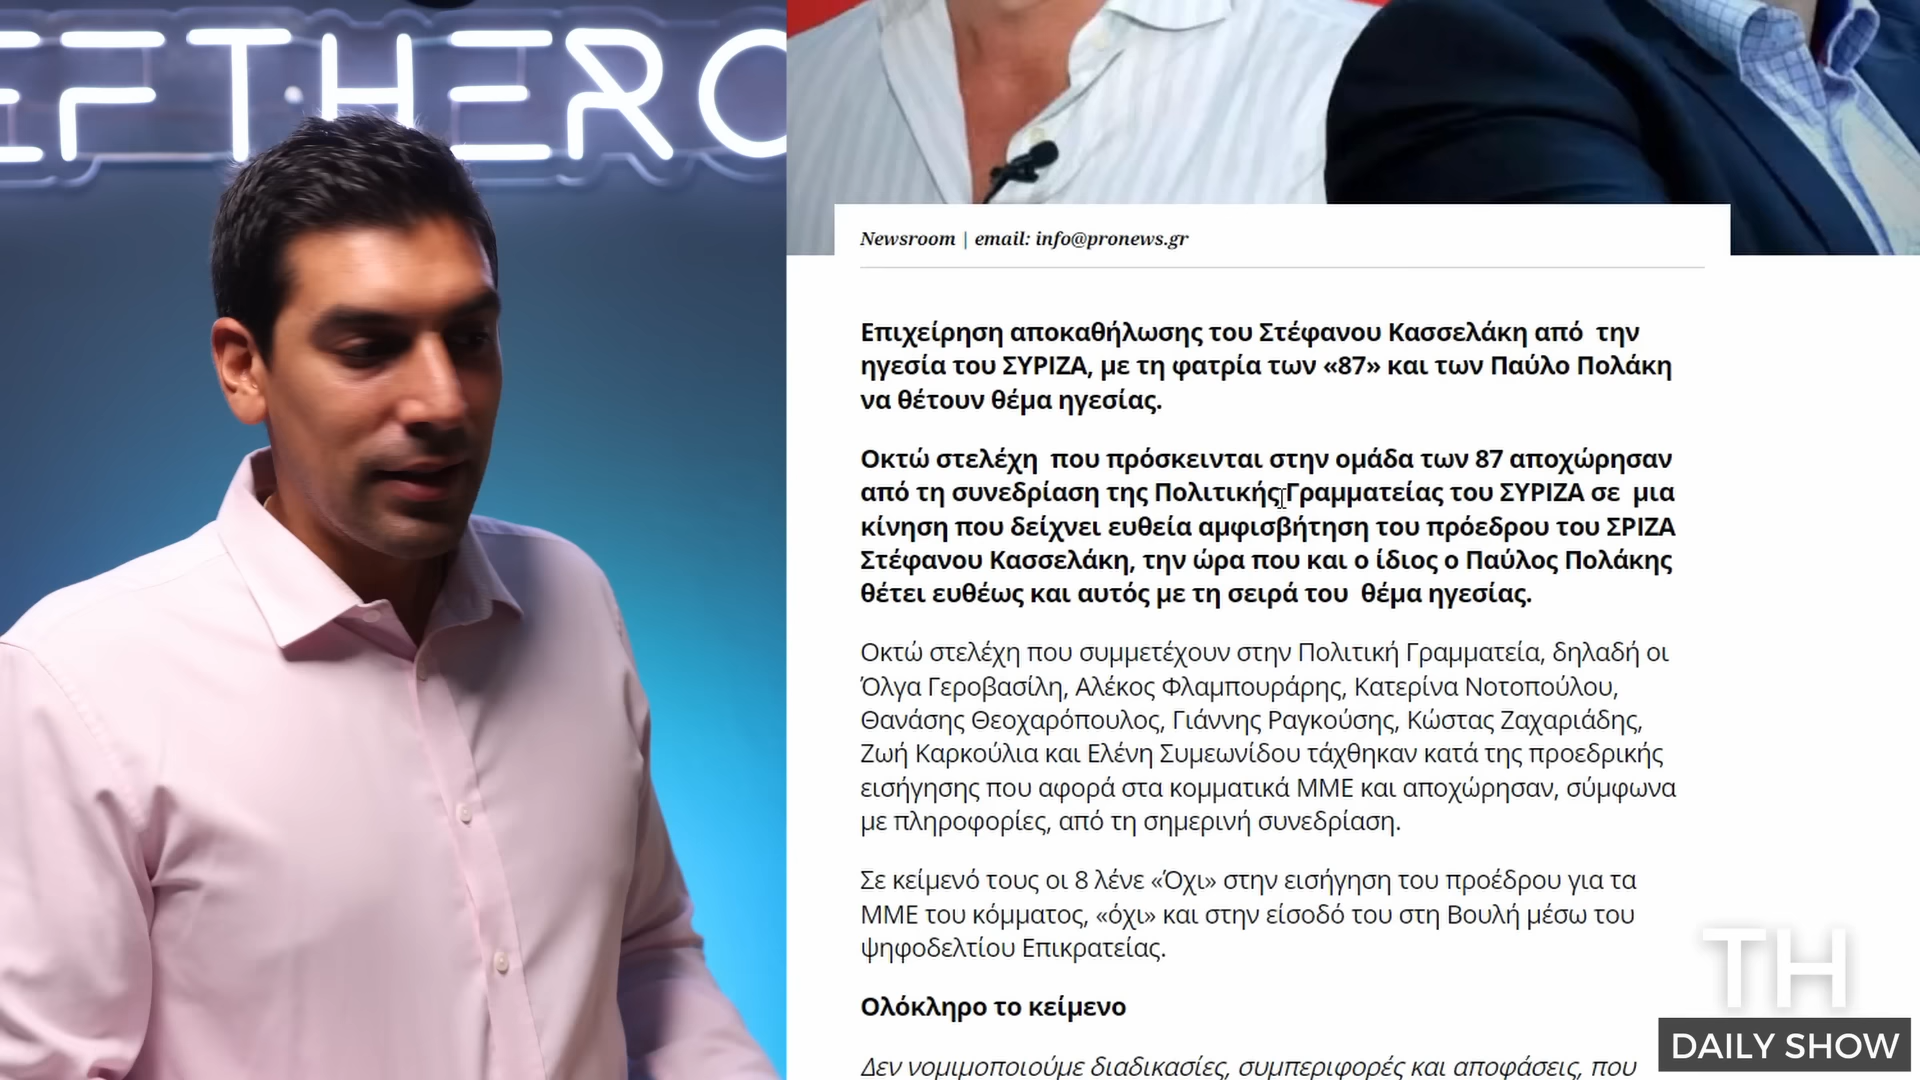 EFTHERO
Newsroom | email: info@pronews.gr
Επιχείρηση αποκαθήλωσης του Στέφανου Κασσελάκη από την
ηγεσία του ΣΥΡΙΖΑ, με τη φατρία των «87» και των Παύλο Πολάκη
να θέτουν θέμα ηγεσίας.
Οκτώ στελέχη που πρόσκεινται στην ομάδα των 87 αποχώρησαν
από τη συνεδρίαση της Πολιτικής Γραμματείας του ΣΥΡΙΖΑ σε μια
κίνηση που δείχνει ευθεία αμφισβήτηση του πρόεδρου του ΣΡΙΖΑ
Στέφανου Κασσελάκη, την ώρα που και ο ίδιος ο Παύλος Πολάκης
θέτει ευθέως και αυτός με τη σειρά του θέμα ηγεσίας.
Οκτώ στελέχη που συμμετέχουν στην Πολιτική Γραμματεία, δηλαδή οι
Όλγα Γεροβασίλη, Αλέκος Φλαμπουράρης, Κατερίνα Νοτοπούλου,
Θανάσης Θεοχαρόπουλος, Γιάννης Ραγκούσης, Κώστας Ζαχαριάδης,
Ζωή Καρκούλια και Ελένη Συμεωνίδου τάχθηκαν κατά της προεδρικής
εισήγησης που αφορά στα κομματικά ΜΜΕ και αποχώρησαν, σύμφωνα
με πληροφορίες, από τη σημερινή συνεδρίαση.
Σε κείμενό τους οι 8 λένε «Όχι» στην εισήγηση του προέδρου για τα
ΜΜΕ του κόμματος, «όχι» και στην είσοδό του στη Βουλή μέσω του
ψηφοδελτίου Επικρατείας.
Ολόκληρο το κείμενο
Δεν νομιμοποιούμε διαδικασίες, συμπεριφορές και αποφάσεις, που
TH
DAILY SHOW